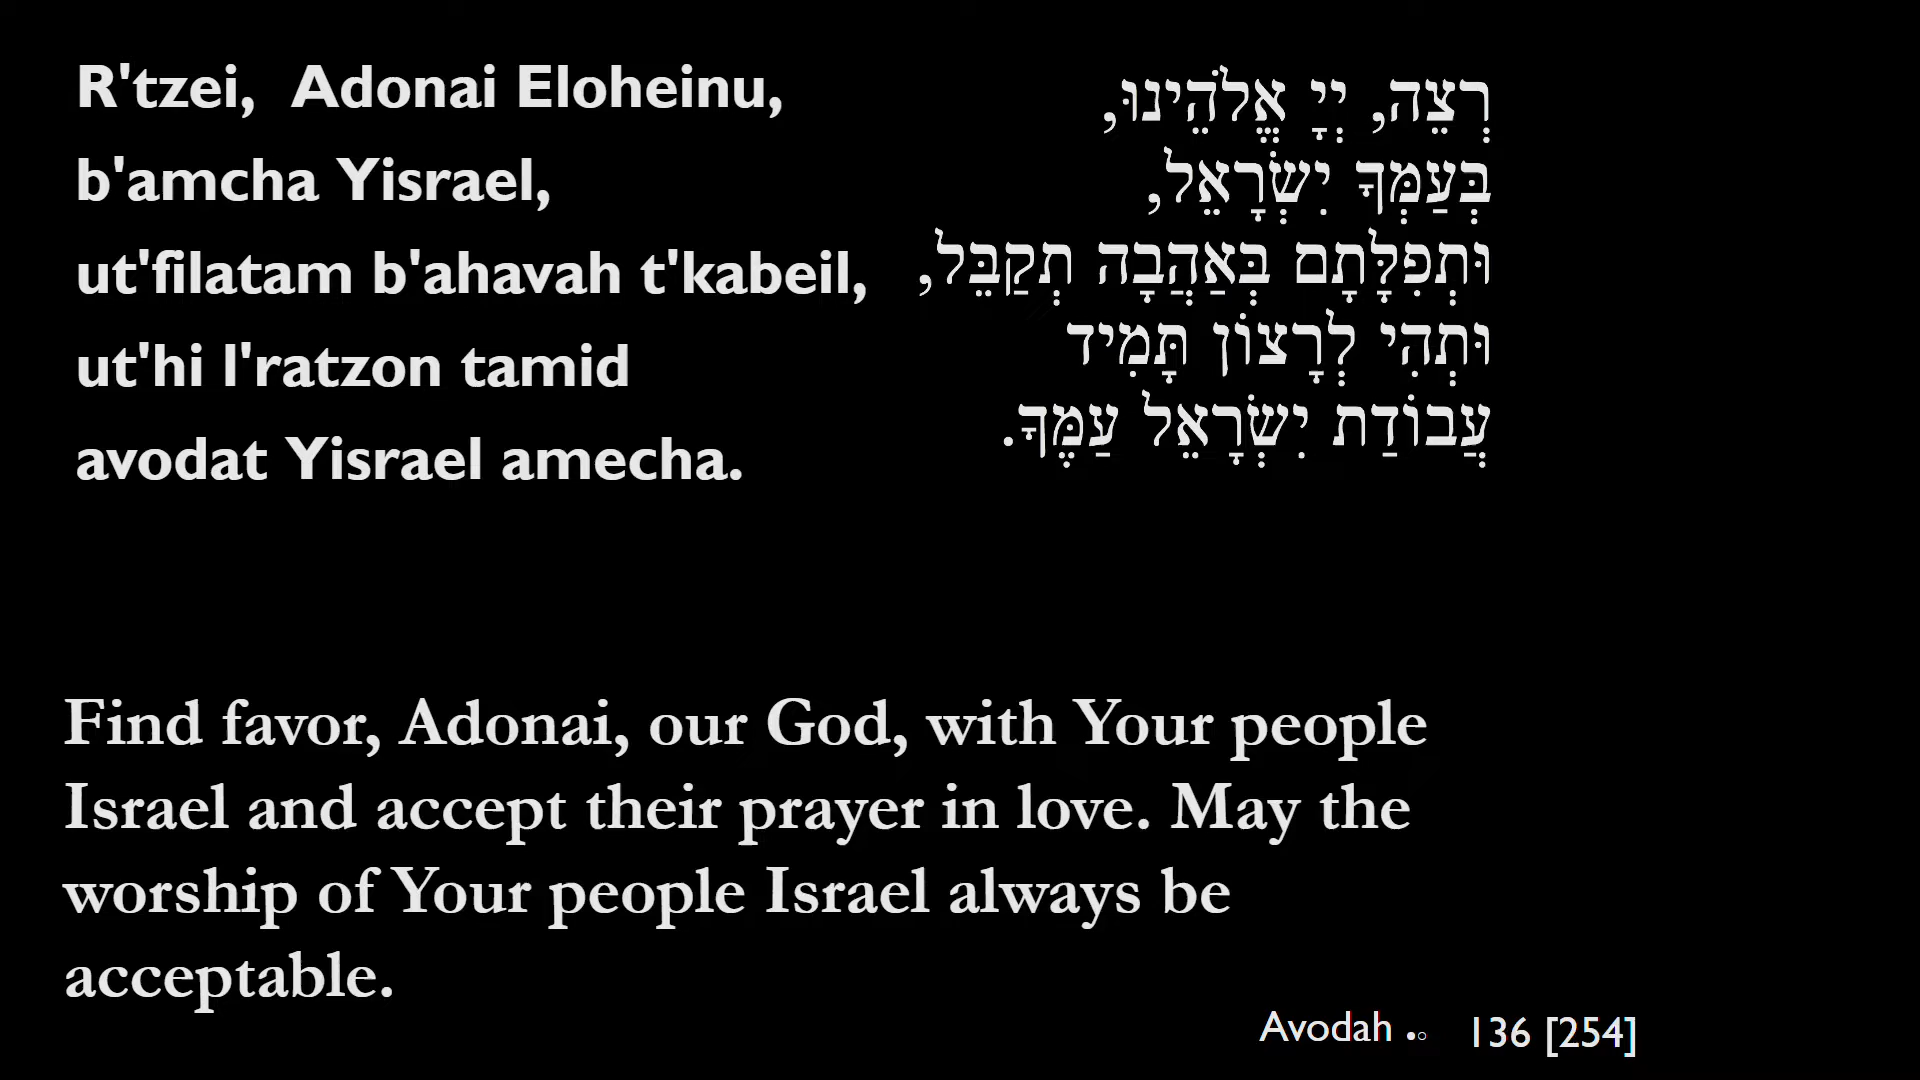 R'tzei,  Adonai Eloheinu,
b'amcha Yisrael,
ut'filatam b'ahavah t'kabeil,
ut'hi l'ratzon tamid
avodat Yisrael amecha.
רְצֵה, יְיָ אֱלֹהֵינוּ,
בְּעַמְּךָ יִשְׂרָאֵל,
וּתְפִלָּתָם בְּאַהֲבָה תְקַבֵּל,
וּתְהִי לְרָצוֹן תָּמִיד
עֲבוֹדַת יִשְׂרָאֵל עַמֶּךָ.
Find favor, Adonai, our God, with Your people
Israel and accept their prayer in love. May the
worship of Your people Israel always be
acceptable.
Avodah •○ 136 [254]